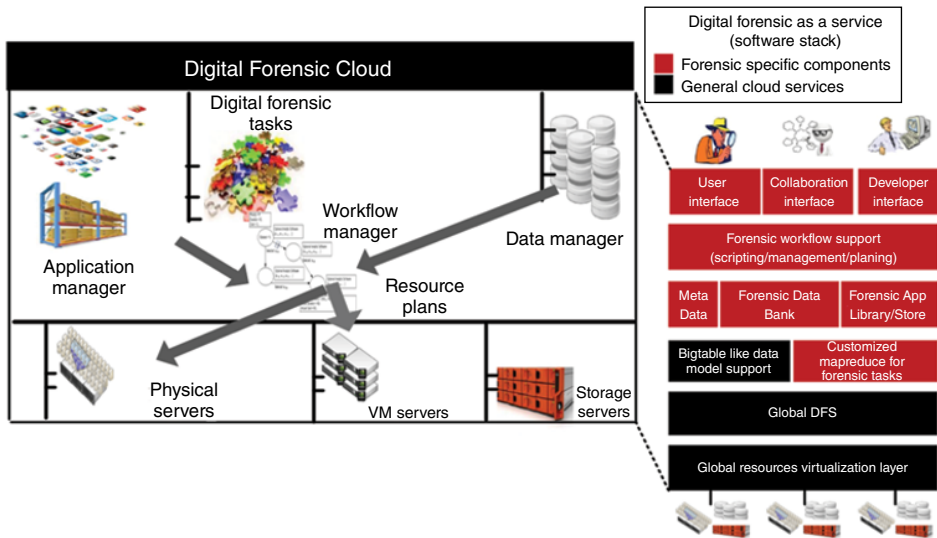 Digital Forensic Cloud
Digital forensic
tasks
Workflow
manager
Data manager
Application
manager
Resource
plans
Physical
servers
VM servers
Storage
servers
Digital forensic as a service
(software stack)
Forensic specific components
General cloud services
User
interface
Collaboration
interface
Developer
interface
Forensic workflow support
(scripting/management/planing)
Meta
Data
Forensic Data
Bank
Forensic App
Library/Store
Bigtable like data
model support
Customized
mapreduce for
forensic tasks
Global DFS
Global resources virtualization layer